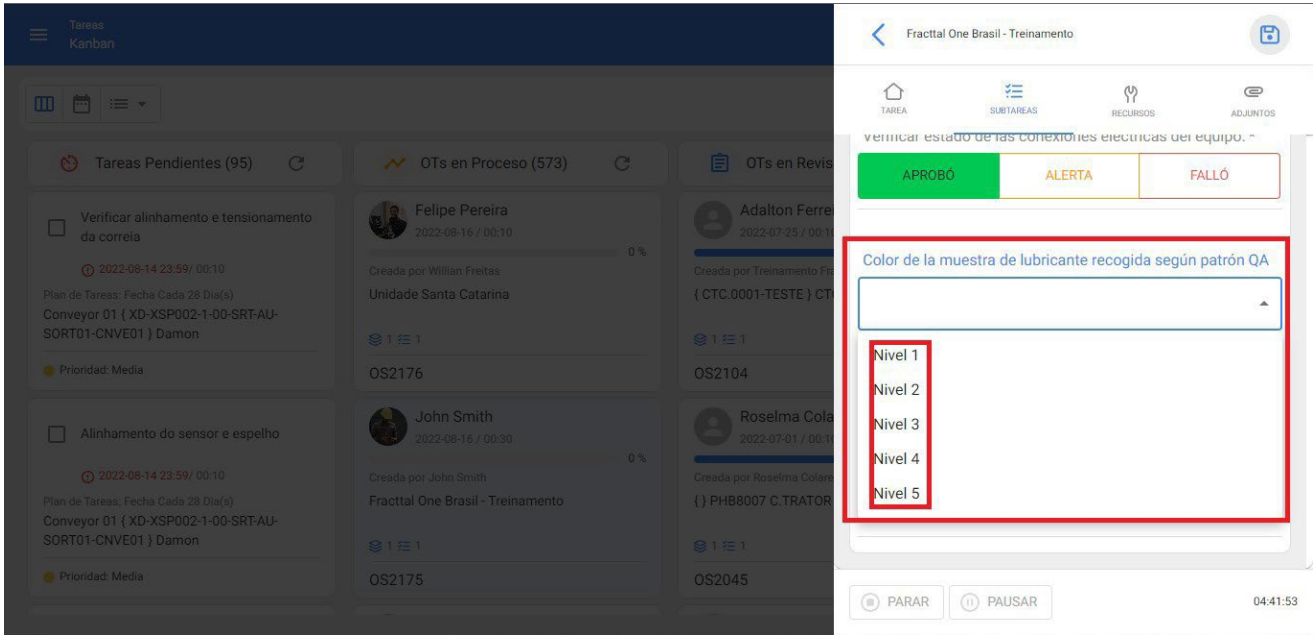 Tareas
Kanban
Tareas Pendientes (95)
Verificar alinhamento e tensionamento
da correia
2022-08-14 23:59/ 00:10
Plan de Tareas: Fecha Cada 28 Dia(s)
Conveyor 01 { XD-XSP002-1-00-SRT-AU-
SORT01-CNVE01 } Damon
Prioridad: Media
Alinhamento do sensor e espelho
2022-08-14 23:59/ 00:10
Plan de Tareas: Fecha Cada 28 Dia(s)
Conveyor 01 { XD-XSP002-1-00-SRT-AU-
SORT01-CNVE01 } Damon
Prioridad: Media
OTs en Proceso (573)
Felipe Pereira
2022-08-16 / 00:10
0 %
Creada por Willian Freitas
Unidade Santa Catarina
1 1
OS2176
John Smith
2022-08-16 / 00:30
0 %
Creada por John Smith
Fracttal One Brasil - Treinamento
1 1
OS2175
OTs en Revis
Adalton Ferrei
2022-07-25 / 00:10
Creada por Treinamento Fra
{ CTC.0001-TESTE } CT
1 1
OS2104
Roselma Cola
2022-07-01 / 00:1
Creada por Roselma Colare
{ } PHB8007 C.TRATOR
1 1
OS2045
Fracttal One Brasil - Treinamento
TAREA
SUBTAREAS
RECURSOS
ADJUNTOS
Verificar estado de las conexiones eléctricas del equipo. *
APROBÓ
ALERTA
FALLÓ
Color de la muestra de lubricante recogida según patrón QA
Nivel 1
Nivel 2
Nivel 3
Nivel 4
Nivel 5
PARAR
PAUSAR
04:41:53